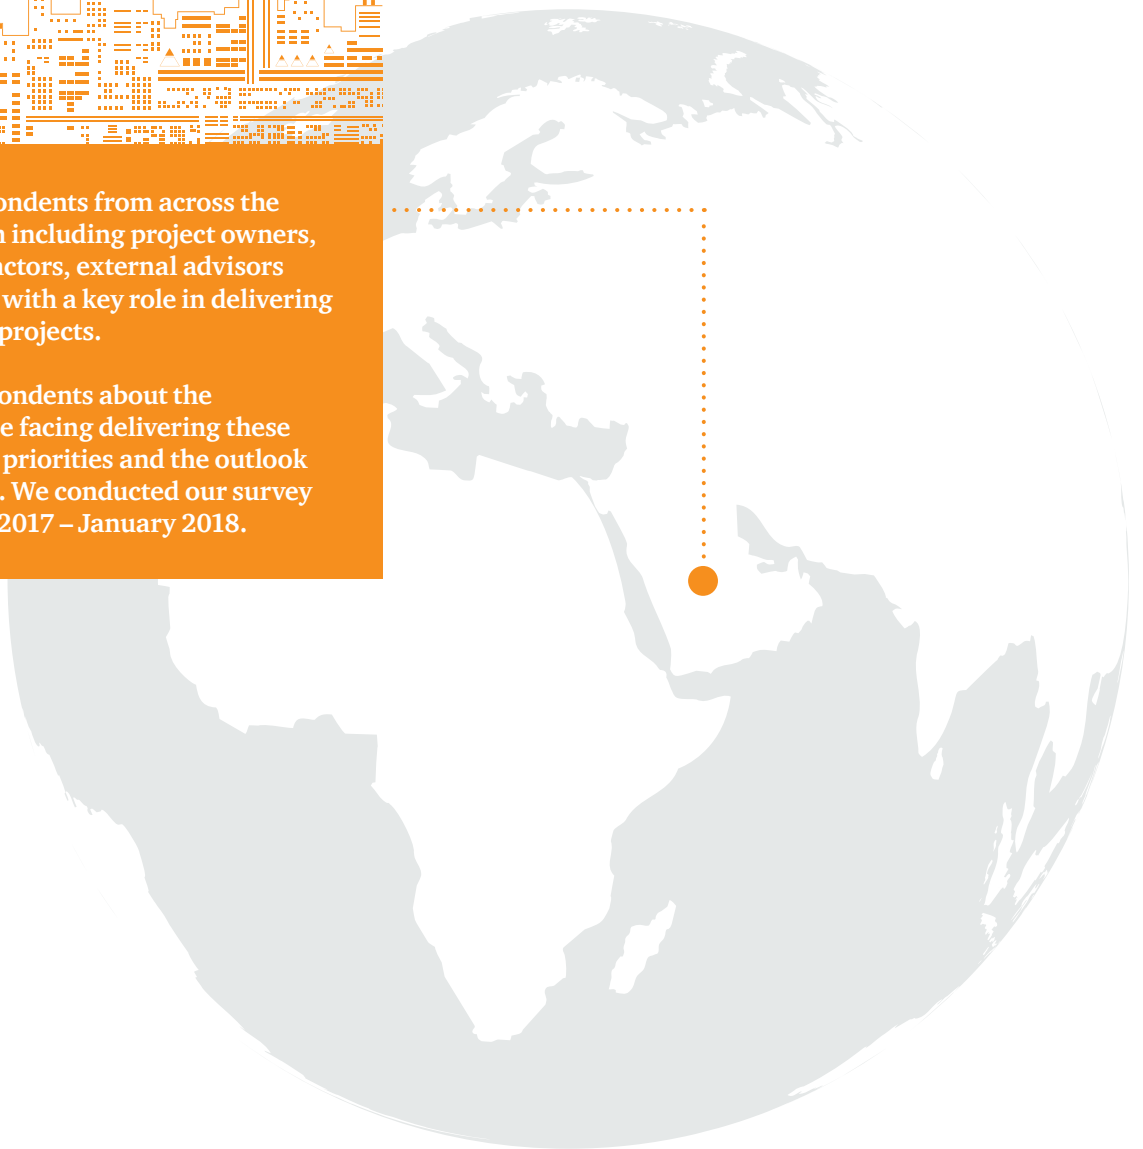 ondents from across the
n including project owners,
actors, external advisors
with a key role in delivering
projects.
ondents about the
e facing delivering these
priorities and the outlook
. We conducted our survey
2017 – January 2018.